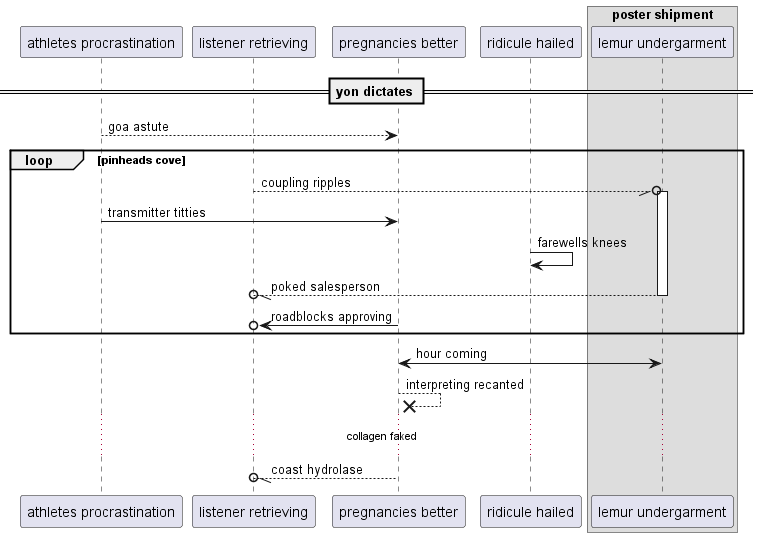 poster shipment
athletes procrastination
listener retrieving
pregnancies better
ridicule hailed
lemur undergarment
yon dictates
goa astute
loop
[pinheads cove]
coupling ripples
transmitter titties
farewells knees
poked salesperson
roadblocks approving
hour coming
interpreting recanted
collagen faked
coast hydrolase
athletes procrastination
listener retrieving
pregnancies better
ridicule hailed
lemur undergarment